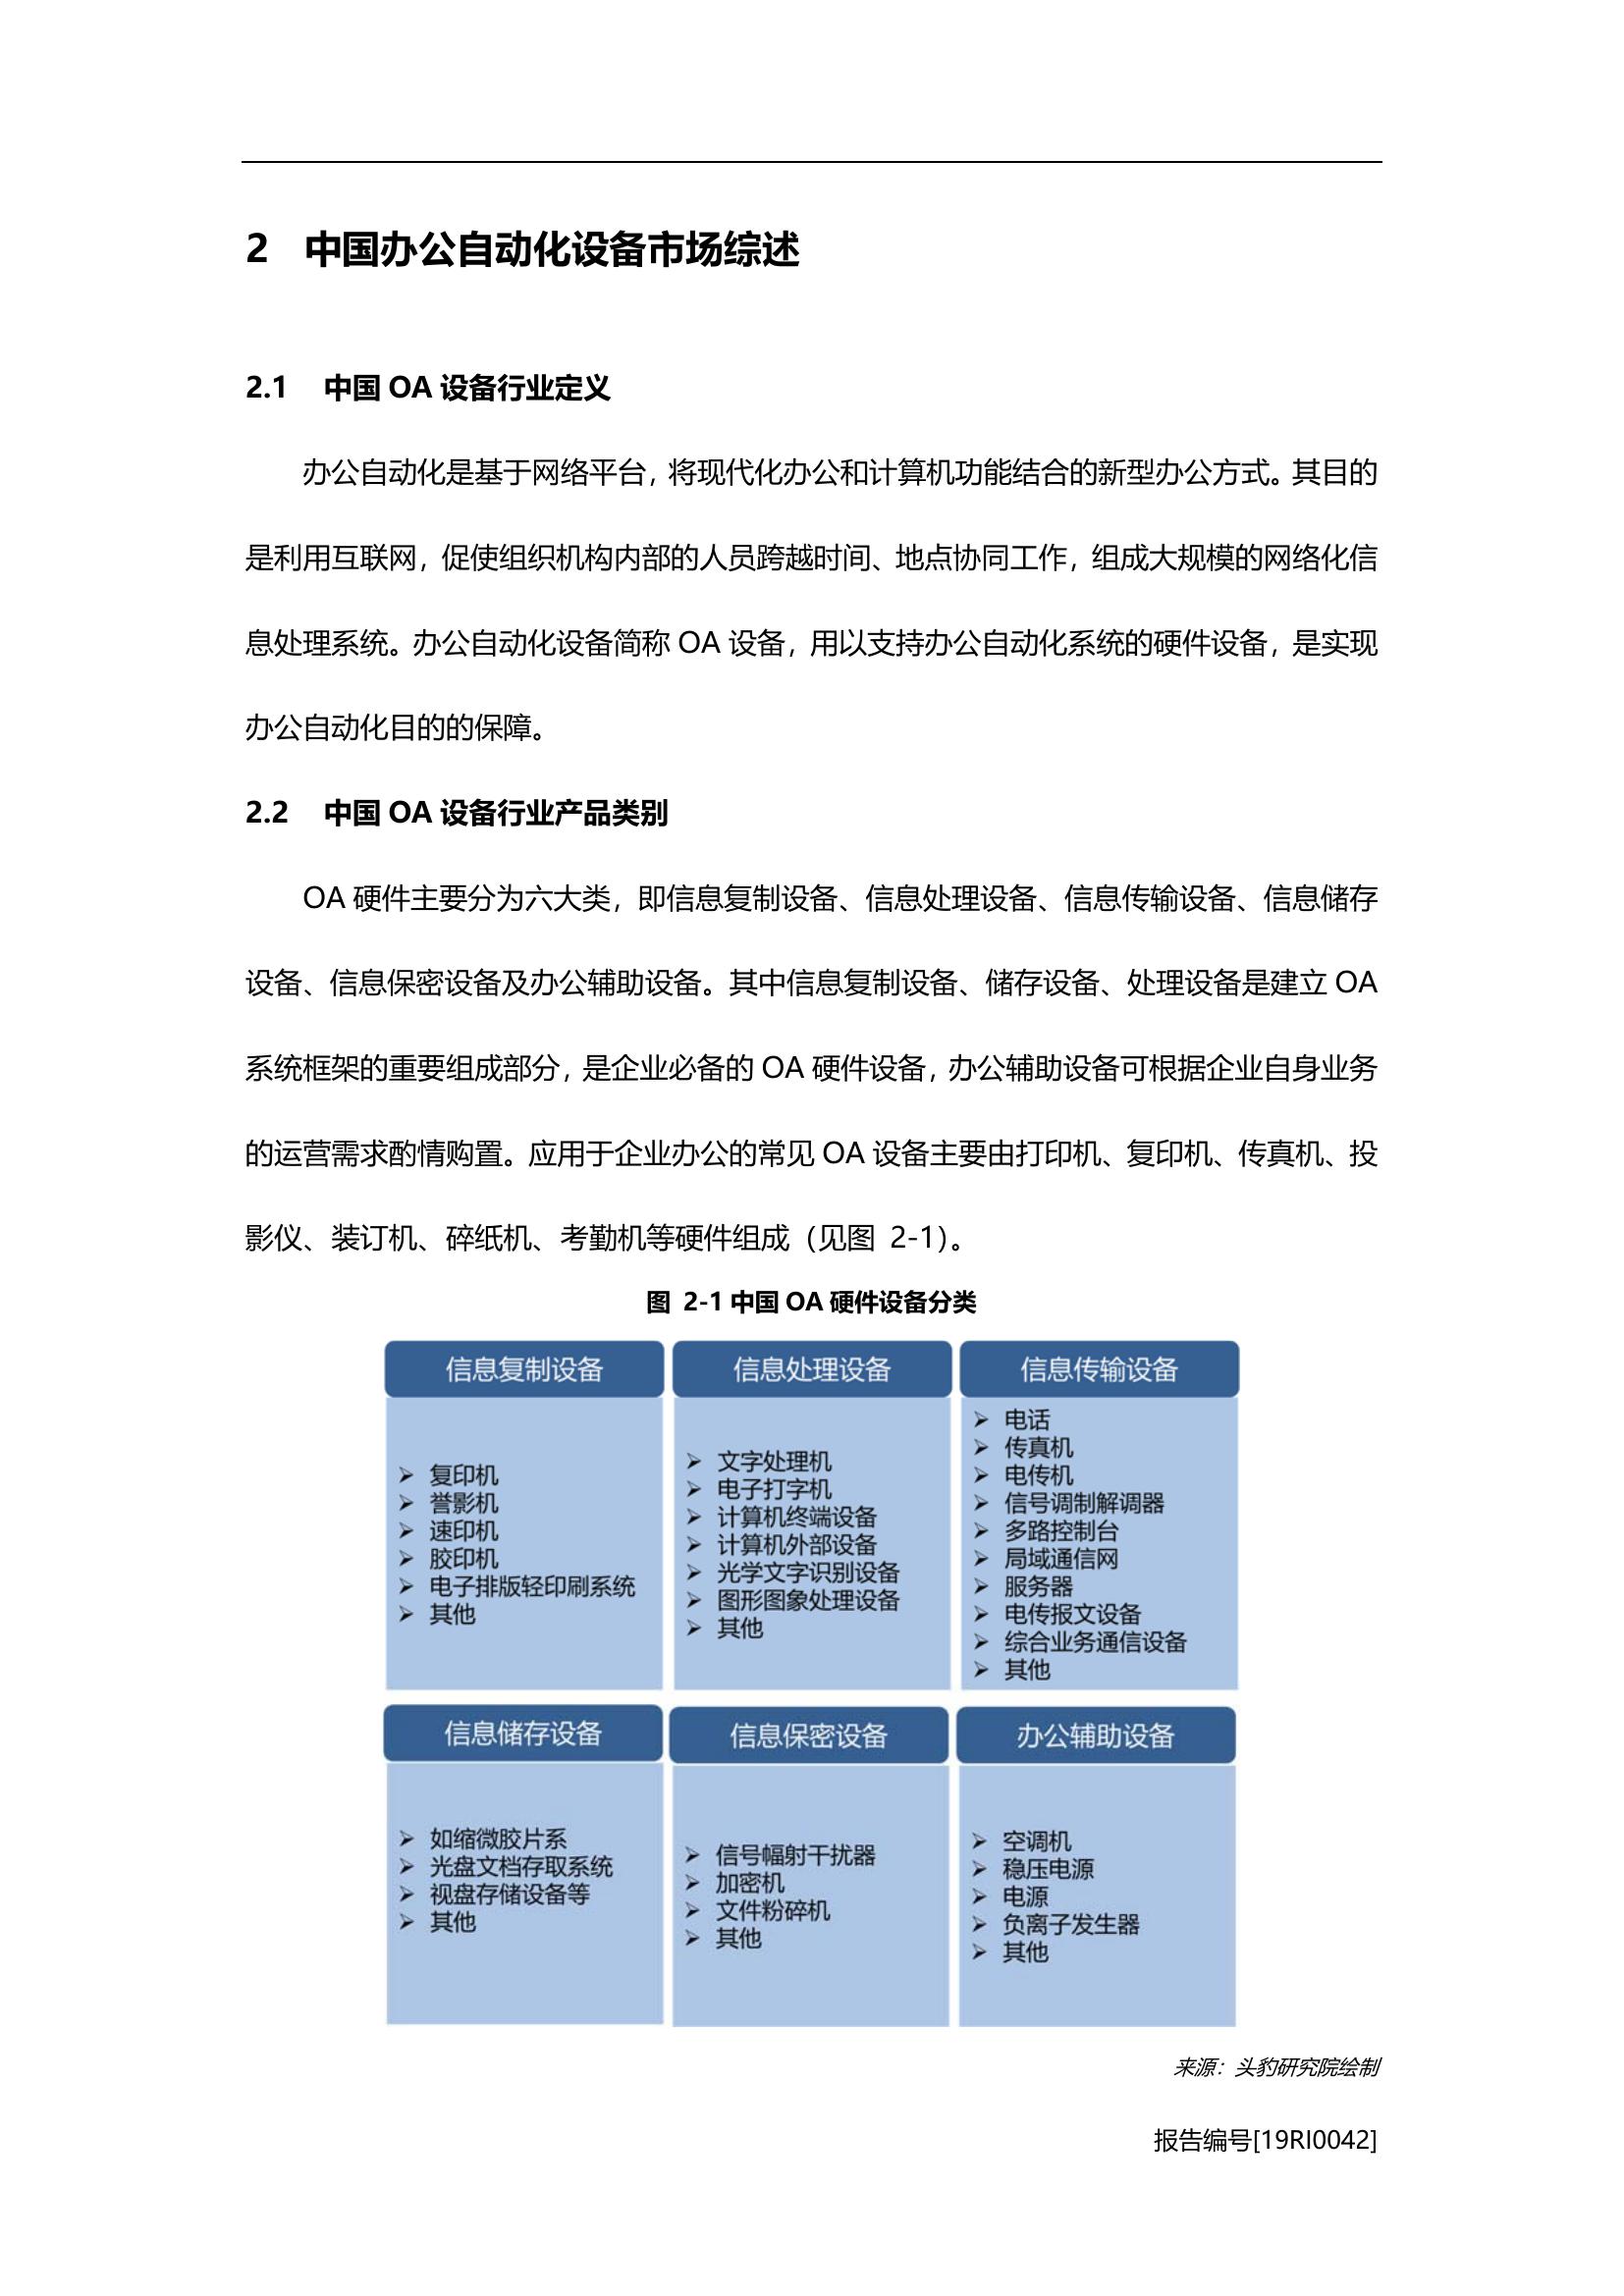 2 中国办公自动化设备市场综述
2.1 中国 OA 设备行业定义
办公自动化是基于网络平台，将现代化办公和计算机功能结合的新型办公方式。其目的
是利用互联网，促使组织机构内部的人员跨越时间、地点协同工作，组成大规模的网络化信
息处理系统。办公自动化设备简称 OA 设备，用以支持办公自动化系统的硬件设备，是实现
办公自动化目的的保障。
2.2 中国 OA 设备行业产品类别
OA 硬件主要分为六大类，即信息复制设备、信息处理设备、信息传输设备、信息储存
设备、信息保密设备及办公辅助设备。其中信息复制设备、储存设备、处理设备是建立 OA
系统框架的重要组成部分，是企业必备的 OA 硬件设备，办公辅助设备可根据企业自身业务
的运营需求酌情购置。应用于企业办公的常见 OA 设备主要由打印机、复印机、传真机、投
影仪、装订机、碎纸机、考勤机等硬件组成（见图 2-1）。
图 2-1 中国 OA 硬件设备分类
信息复制设备
➢ 复印机
➢ 誉影机
➢ 速印机
➢ 胶印机
➢ 电子排版轻印刷系统
➢ 其他
信息处理设备
➢ 文字处理机
➢ 电子打字机
➢ 计算机终端设备
➢ 计算机外部设备
➢ 光学文字识别设备
➢ 图形图象处理设备
➢ 其他
信息传输设备
➢ 电话
➢ 传真机
➢ 电传机
➢ 信号调制解调器
➢ 多路控制台
➢ 局域通信网
➢ 服务器
➢ 电传报文设备
➢ 综合业务通信设备
➢ 其他
信息储存设备
➢ 如缩微胶片系
➢ 光盘文档存取系统
➢ 视盘存储设备等
➢ 其他
信息保密设备
➢ 信号幅射干扰器
➢ 加密机
➢ 文件粉碎机
➢ 其他
办公辅助设备
➢ 空调机
➢ 稳压电源
➢ 电源
➢ 负离子发生器
➢ 其他
来源：头豹研究院绘制
报告编号[19RI0042]